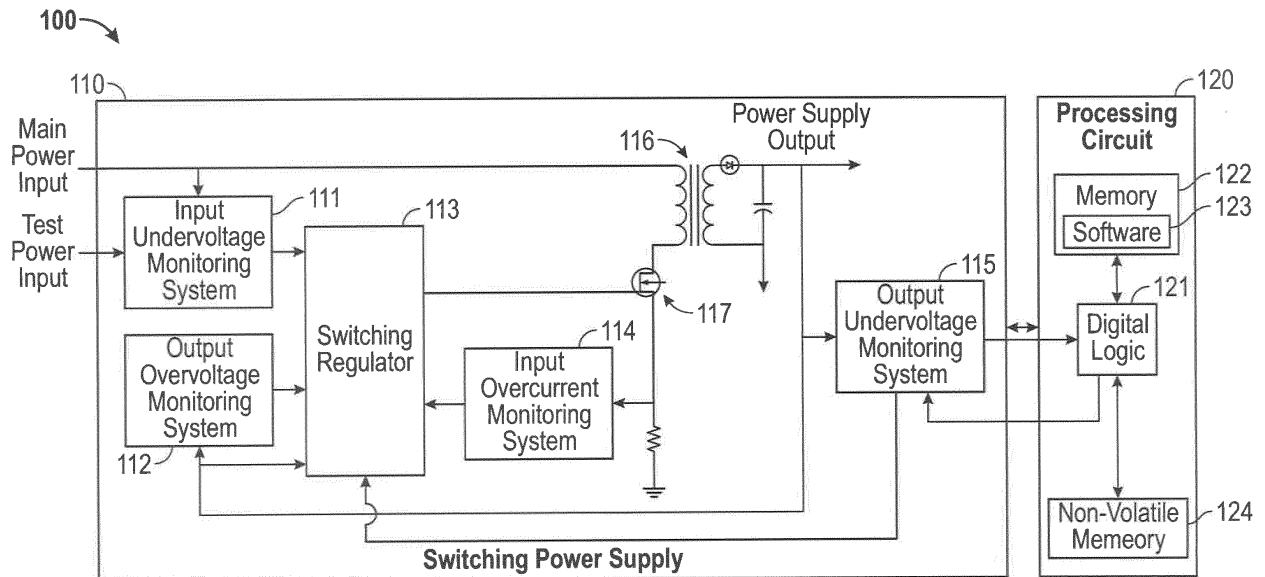 100
110
120
Main
Power
Input
Test
Power
Input
Input
Undervoltage
Monitoring
System
111
Output
Overvoltage
Monitoring
System
112
113
Switching
Regulator
114
Input
Overcurrent
Monitoring
System
116
117
Power Supply
Output
115
Output
Undervoltage
Monitoring
System
Switching Power Supply
Processing
Circuit
122
Memory
123
Software
121
Digital
Logic
Non-Volatile
Memeory
124